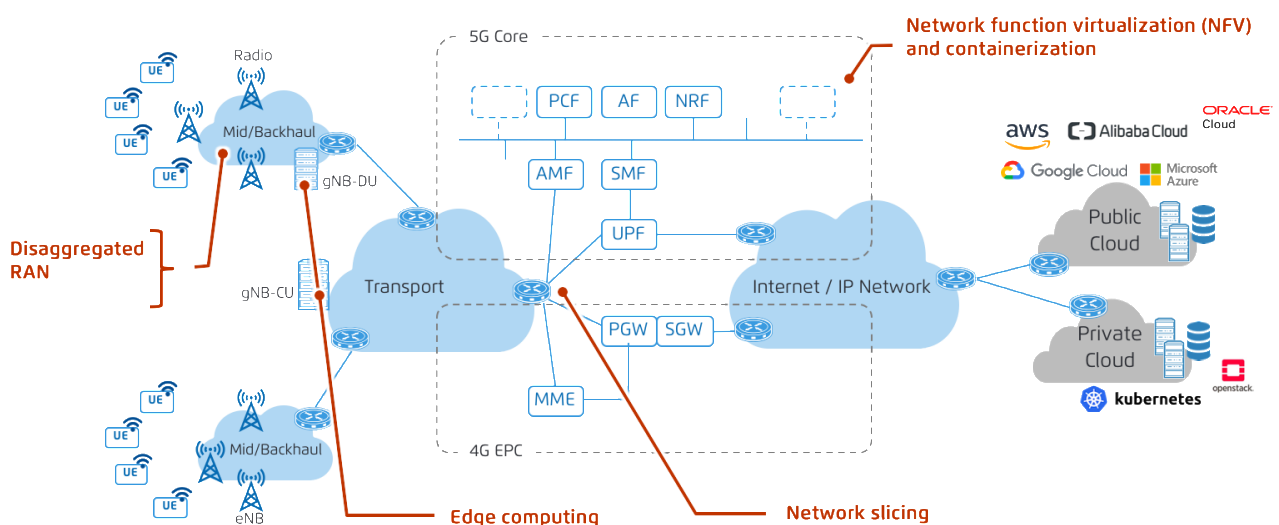 Network function virtualization (NFV)
and containerization
5G Core
Radio
UE
UE
UE
UE
Mid/Backhaul
gNB-DU
PCF
AF
NRF
AMF
SMF
UPF
ORACLE
Cloud
aws
Alibaba Cloud
Google Cloud
Microsoft
Azure
Public
Cloud
Disaggregated
RAN
gNB-CU
Transport
Internet / IP Network
PGW
SGW
MME
4G EPC
Private
Cloud
openstack.
kubernetes
UE
UE
UE
UE
Mid/Backhaul
eNB
Edge computing
Network slicing